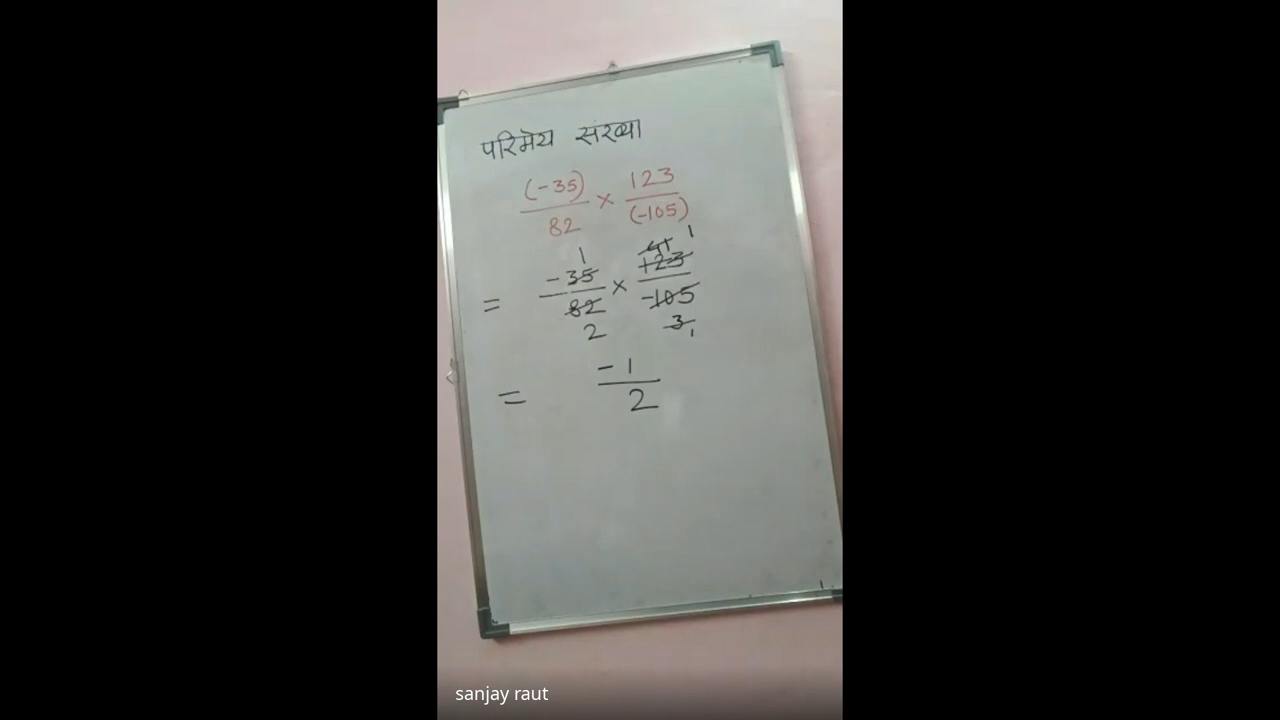 परिमेय संख्या
(-35)/82 × 123/(-105)
= -35/82 × 123/-105
1 41 1
2 3 1
= -1/2
sanjay raut